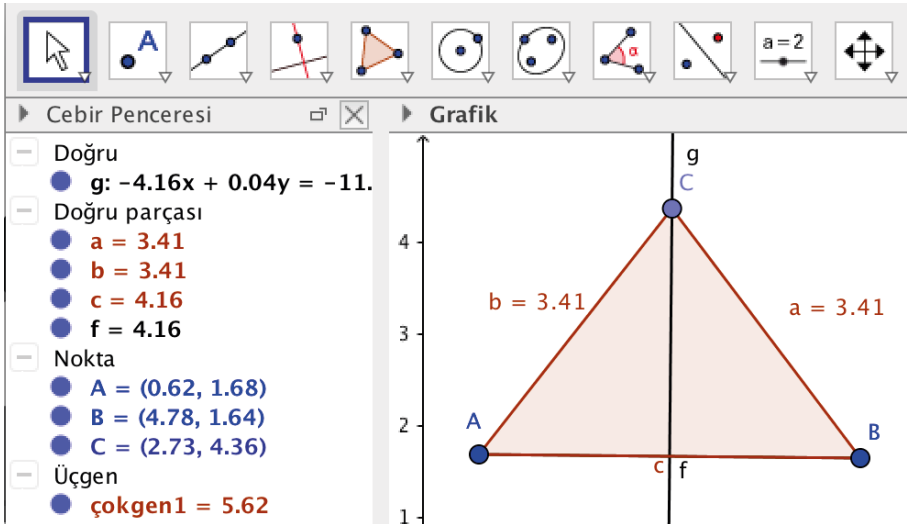 A
α
a=2
Cebir Penceresi
Grafik
Doğru
g: -4.16x + 0.04y = -11.
Doğru parçası
a = 3.41
b = 3.41
c = 4.16
f = 4.16
Nokta
A = (0.62, 1.68)
B = (4.78, 1.64)
C = (2.73, 4.36)
Üçgen
çokgen1 = 5.62
g
C
4
b = 3.41
a = 3.41
3
2
A
B
c
f
1